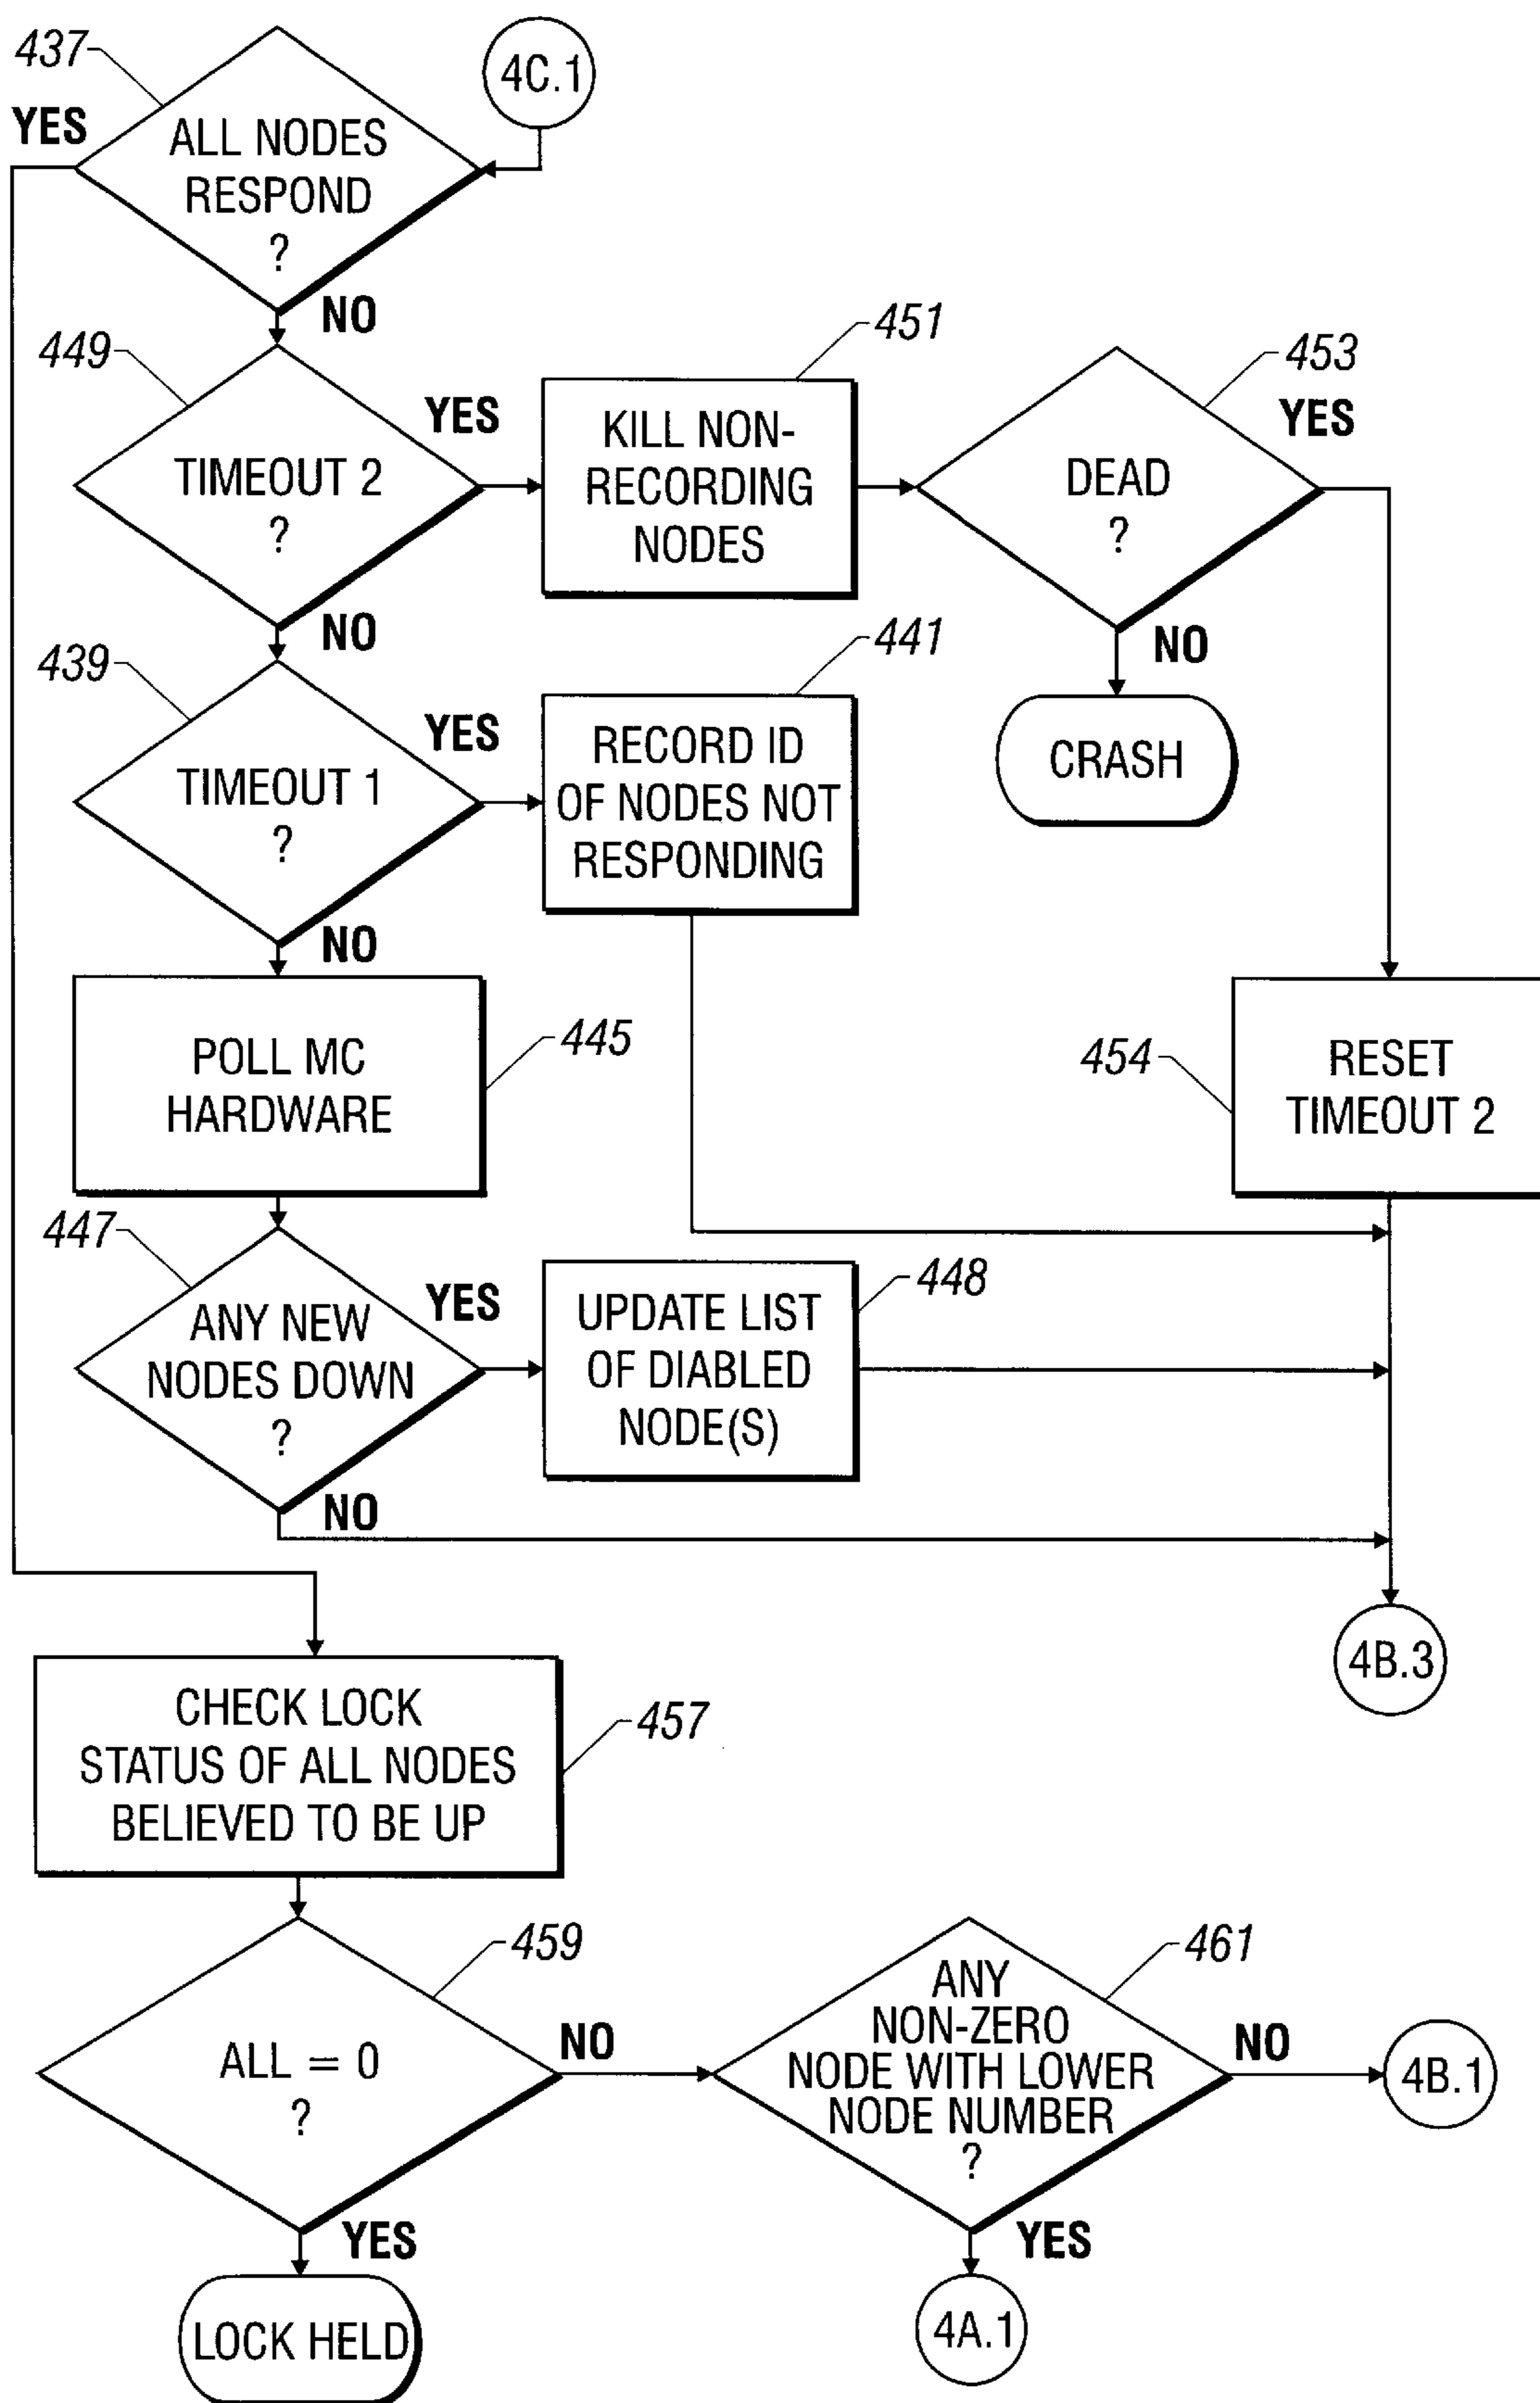 437
4C.1
YES
ALL NODES
RESPOND
?
NO
449
TIMEOUT 2
?
YES
451
KILL NON-
RECORDING
NODES
453
YES
DEAD
?
NO
CRASH
NO
439
TIMEOUT 1
?
YES
441
RECORD ID
OF NODES NOT
RESPONDING
NO
POLL MC
HARDWARE
445
454
RESET
TIMEOUT 2
447
ANY NEW
NODES DOWN
?
YES
448
UPDATE LIST
OF DIABLED
NODE(S)
NO
4B.3
CHECK LOCK
STATUS OF ALL NODES
BELIEVED TO BE UP
457
459
ALL = 0
?
NO
461
ANY
NON-ZERO
NODE WITH LOWER
NODE NUMBER
?
NO
4B.1
YES
LOCK HELD
YES
4A.1